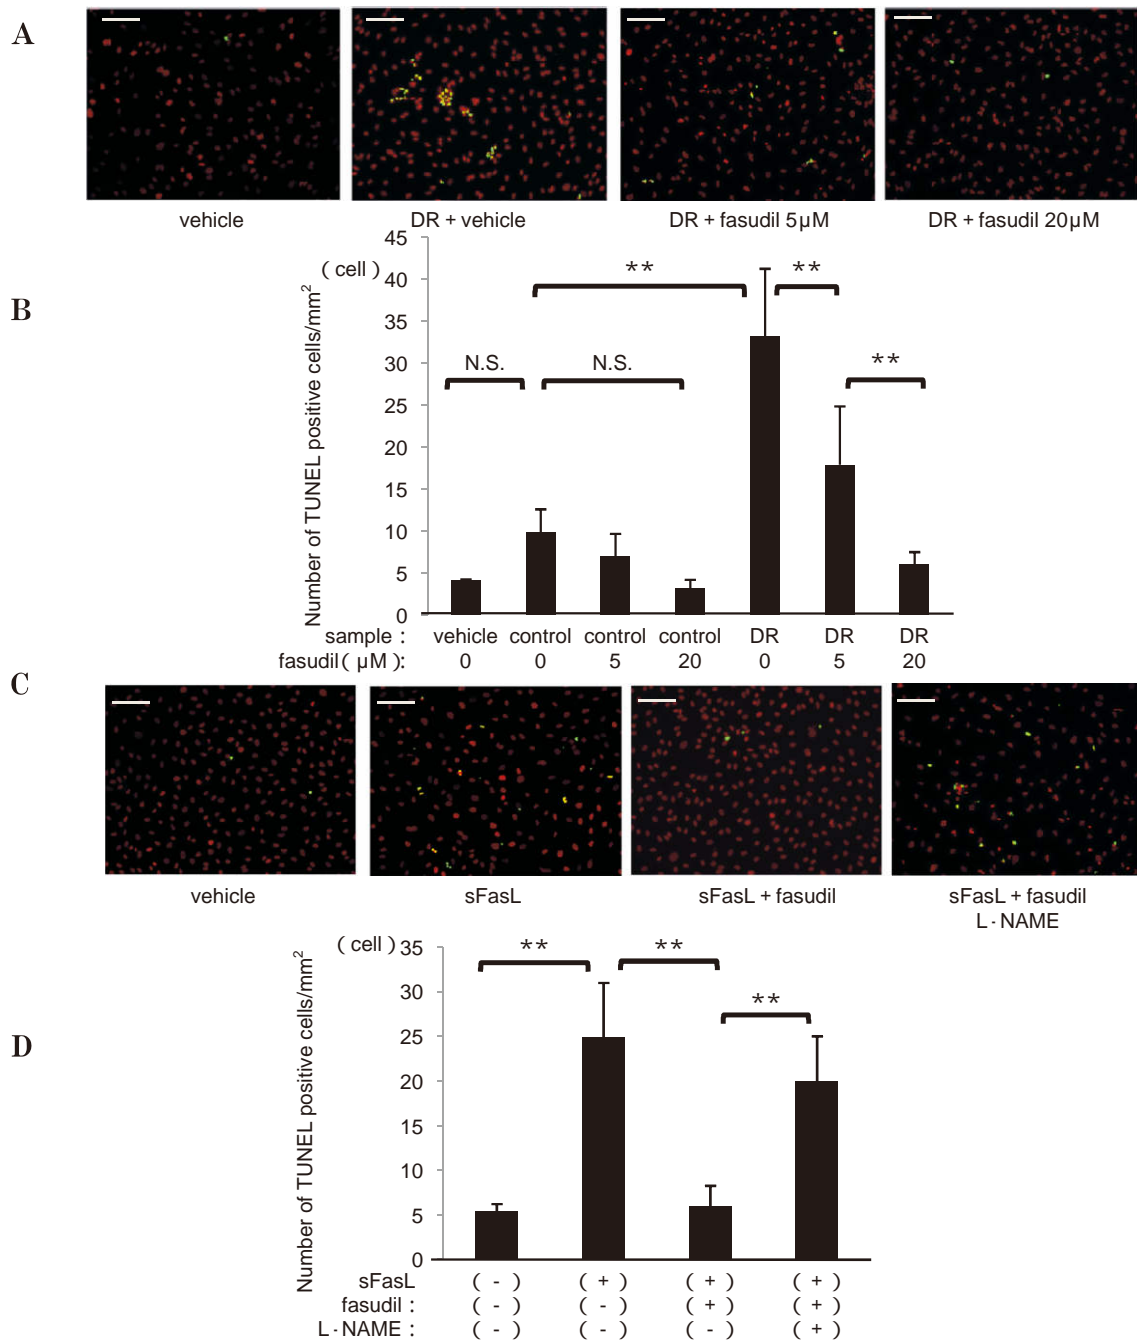 A
vehicle
DR + vehicle
DR + fasudil 5μM
DR + fasudil 20μM
B
( cell )
Number of TUNEL positive cells/mm²
45
40
35
30
25
20
15
10
5
0
N.S.
N.S.
**
**
**
sample : vehicle control control control DR DR DR
fasudil( μM ): 0 0 5 20 0 5 20
C
vehicle
sFasL
sFasL + fasudil
sFasL + fasudil
L - NAME
D
( cell )
Number of TUNEL positive cells/mm²
35
30
25
20
15
10
5
0
**
**
**
sFasL ( - ) ( + ) ( + ) ( + )
fasudil : ( - ) ( - ) ( + ) ( + )
L - NAME : ( - ) ( - ) ( - ) ( + )